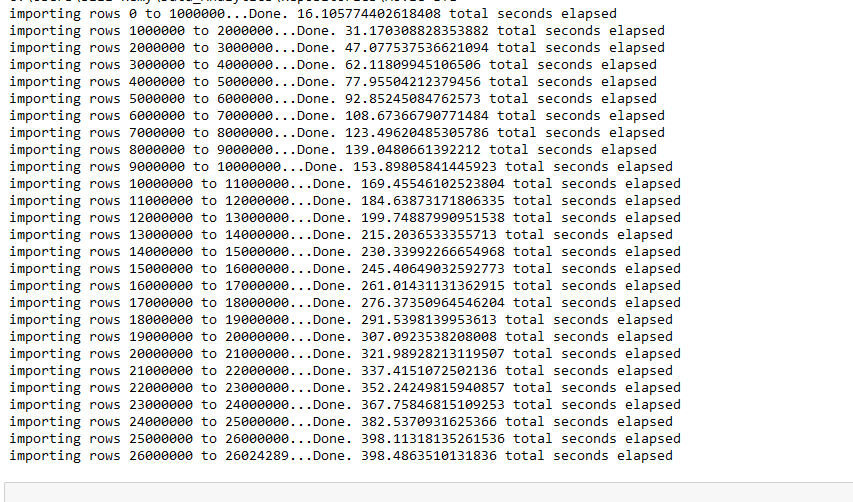 importing rows 0 to 1000000...Done. 16.105774402618408 total seconds elapsed
importing rows 1000000 to 2000000...Done. 31.170308828353882 total seconds elapsed
importing rows 2000000 to 3000000...Done. 47.077537536621094 total seconds elapsed
importing rows 3000000 to 4000000...Done. 62.11809945106506 total seconds elapsed
importing rows 4000000 to 5000000...Done. 77.95504212379456 total seconds elapsed
importing rows 5000000 to 6000000...Done. 92.85245084762573 total seconds elapsed
importing rows 6000000 to 7000000...Done. 108.67366790771484 total seconds elapsed
importing rows 7000000 to 8000000...Done. 123.49620485305786 total seconds elapsed
importing rows 8000000 to 9000000...Done. 139.0480661392212 total seconds elapsed
importing rows 9000000 to 10000000...Done. 153.89805841445923 total seconds elapsed
importing rows 10000000 to 11000000...Done. 169.45546102523804 total seconds elapsed
importing rows 11000000 to 12000000...Done. 184.63873171806335 total seconds elapsed
importing rows 12000000 to 13000000...Done. 199.74887990951538 total seconds elapsed
importing rows 13000000 to 14000000...Done. 215.2036533355713 total seconds elapsed
importing rows 14000000 to 15000000...Done. 230.33992266654968 total seconds elapsed
importing rows 15000000 to 16000000...Done. 245.40649032592773 total seconds elapsed
importing rows 16000000 to 17000000...Done. 261.01431131362915 total seconds elapsed
importing rows 17000000 to 18000000...Done. 276.37350964546204 total seconds elapsed
importing rows 18000000 to 19000000...Done. 291.5398139953613 total seconds elapsed
importing rows 19000000 to 20000000...Done. 307.0923538208008 total seconds elapsed
importing rows 20000000 to 21000000...Done. 321.98928213119507 total seconds elapsed
importing rows 21000000 to 22000000...Done. 337.4151072502136 total seconds elapsed
importing rows 22000000 to 23000000...Done. 352.24249815940857 total seconds elapsed
importing rows 23000000 to 24000000...Done. 367.75846815109253 total seconds elapsed
importing rows 24000000 to 25000000...Done. 382.5370931625366 total seconds elapsed
importing rows 25000000 to 26000000...Done. 398.11318135261536 total seconds elapsed
importing rows 26000000 to 26024289...Done. 398.4863510131836 total seconds elapsed